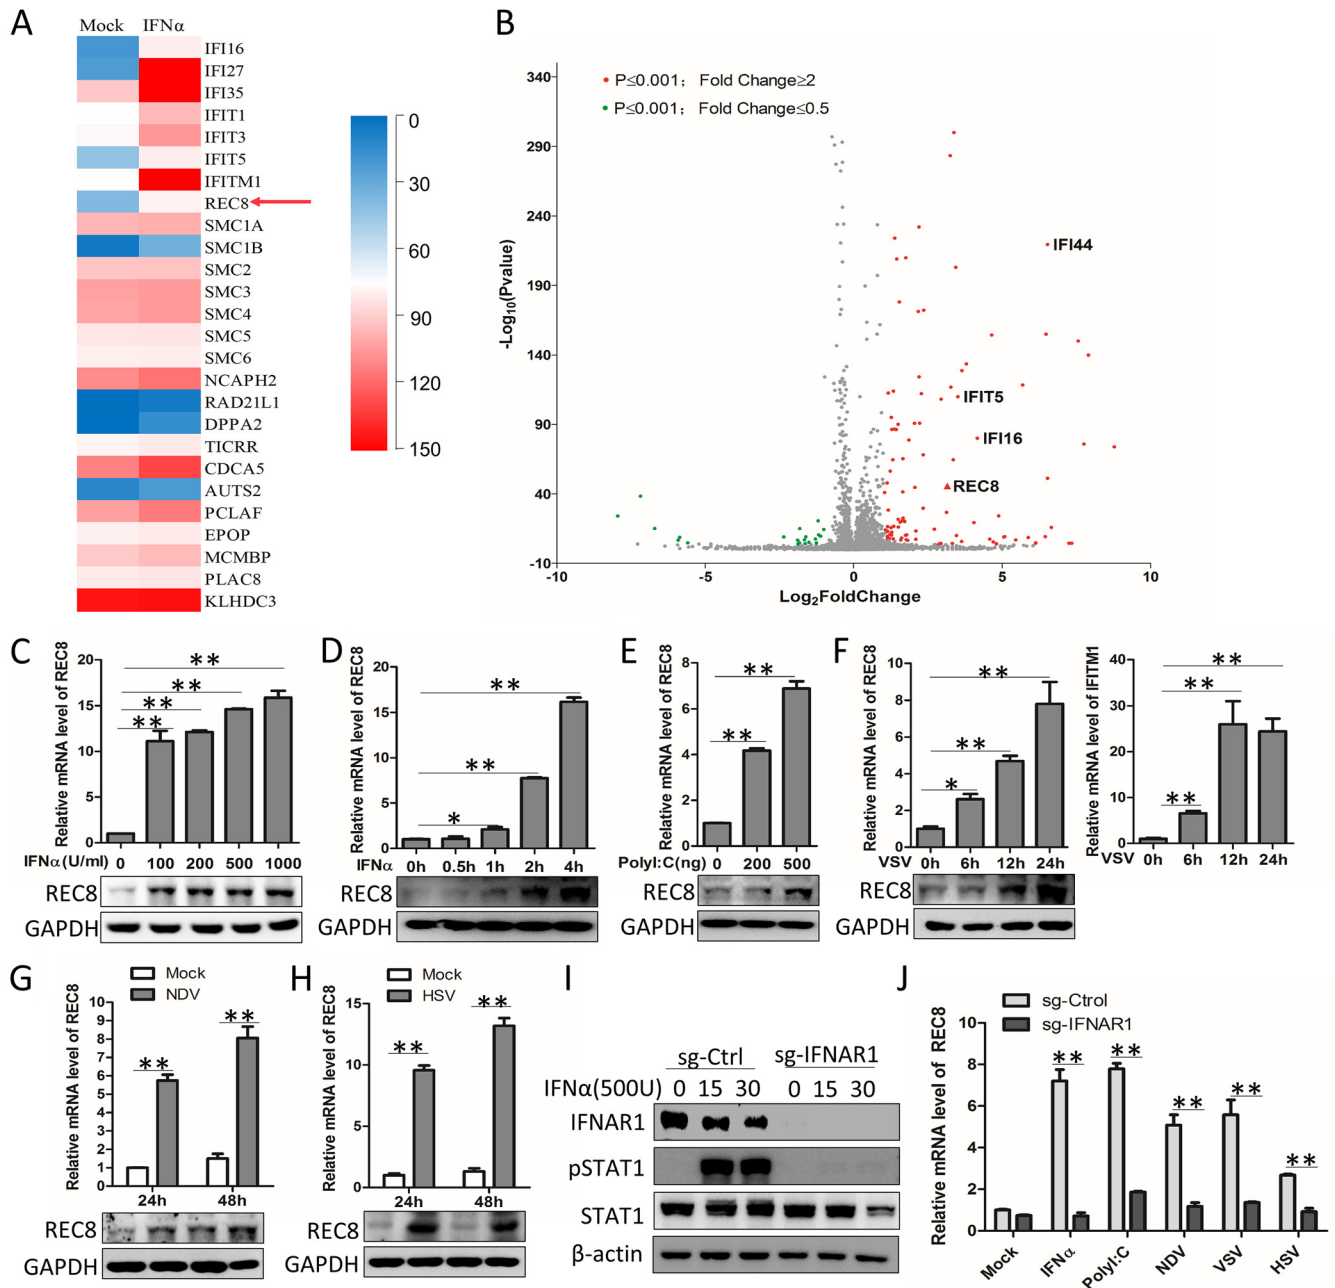 A
Mock IFNα
IFI16
IFI27
IFI35
IFIT1
IFIT3
IFIT5
IFITM1
REC8
SMC1A
SMC1B
SMC2
SMC3
SMC4
SMC5
SMC6
NCAPH2
RAD21L1
DPPA2
TICRR
CDCA5
AUTS2
PCLAF
EPOP
MCMBP
PLAC8
KLHDC3
0
30
60
90
120
150
B
P≤0.001; Fold Change≥2
P≤0.001; Fold Change≤0.5
-Log10(Pvalue)
340
290
240
190
140
90
40
-10
IFI44
IFIT5
IFI16
REC8
-10 -5 0 5 10
Log2FoldChange
C
Relative mRNA level of REC8
20
15
10
5
0
** ** ** **
IFNα(U/ml) 0 100 200 500 1000
REC8
GAPDH
D
Relative mRNA level of REC8
20
15
10
5
0
* ** **
IFNα 0h 0.5h 1h 2h 4h
REC8
GAPDH
E
Relative mRNA level of REC8
8
6
4
2
0
** **
PolyI:C(ng) 0 200 500
REC8
GAPDH
F
Relative mRNA level of REC8
10
8
6
4
2
0
* ** **
VSV 0h 6h 12h 24h
REC8
GAPDH
Relative mRNA level of IFITM1
40
30
20
10
0
** ** **
VSV 0h 6h 12h 24h
G
Mock
NDV
Relative mRNA level of REC8
10
9
8
7
6
5
4
3
2
1
0
** **
24h 48h
REC8
GAPDH
H
Mock
HSV
Relative mRNA level of REC8
15
10
5
0
** **
24h 48h
REC8
GAPDH
I
sg-Ctrl sg-IFNAR1
IFNα(500U) 0 15 30 0 15 30
IFNAR1
pSTAT1
STAT1
β-actin
J
sg-Ctrol
sg-IFNAR1
Relative mRNA level of REC8
10
8
6
4
2
0
** ** ** ** **
Mock IFNα PolyI:C NDV VSV HSV